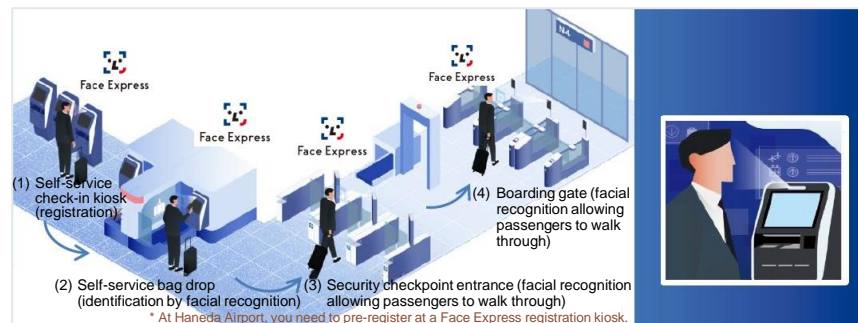 Face Express
Face Express
Face Express
Face Express
N4
(1) Self-service
check-in kiosk
(registration)
(2) Self-service bag drop
(identification by facial recognition)
(3) Security checkpoint entrance (facial recognition
allowing passengers to walk through)
(4) Boarding gate (facial
recognition allowing
passengers to walk
through)
* At Haneda Airport, you need to pre-register at a Face Express registration kiosk.